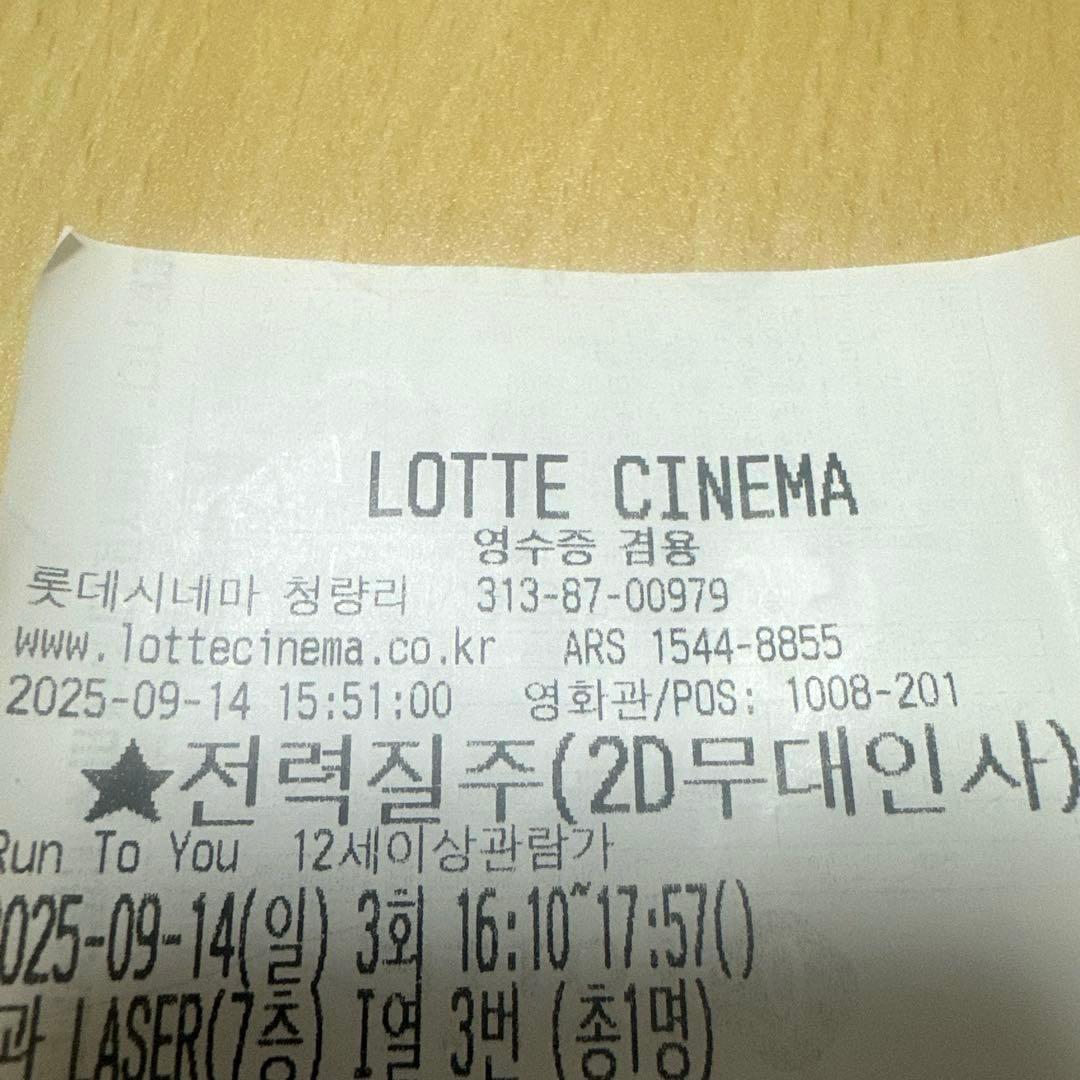 LOTTE CINEMA
영수증 겸용
롯데시네마 청량리 313-87-00979
www.lottecinema.co.kr ARS 1544-8855
2025-09-14 15:51:00 영화관/POS: 1008-201
★전력질주(2D무대인사)
Run To You 12세이상관람가
2025-09-14(일) 3회 16:10~17:57()
관 LASER(7층) I열 3번 (총1명)